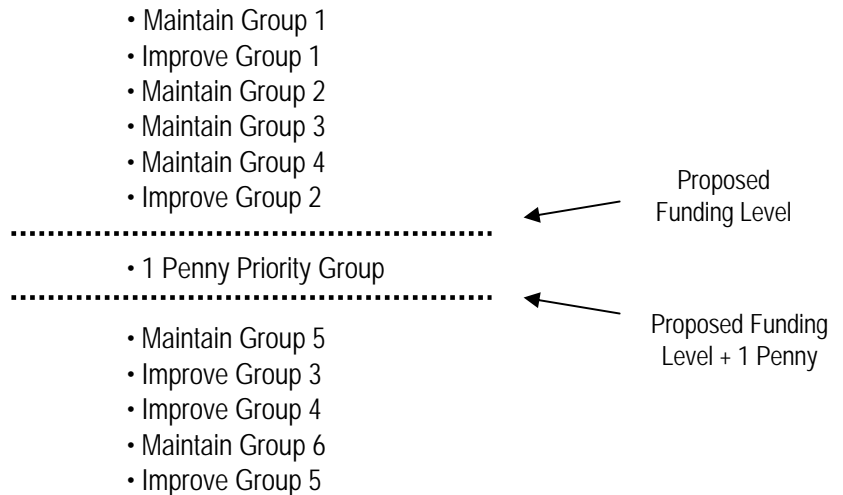 • Maintain Group 1
• Improve Group 1
• Maintain Group 2
• Maintain Group 3
• Maintain Group 4
• Improve Group 2
Proposed
Funding Level
• 1 Penny Priority Group
Proposed Funding
Level + 1 Penny
• Maintain Group 5
• Improve Group 3
• Improve Group 4
• Maintain Group 6
• Improve Group 5